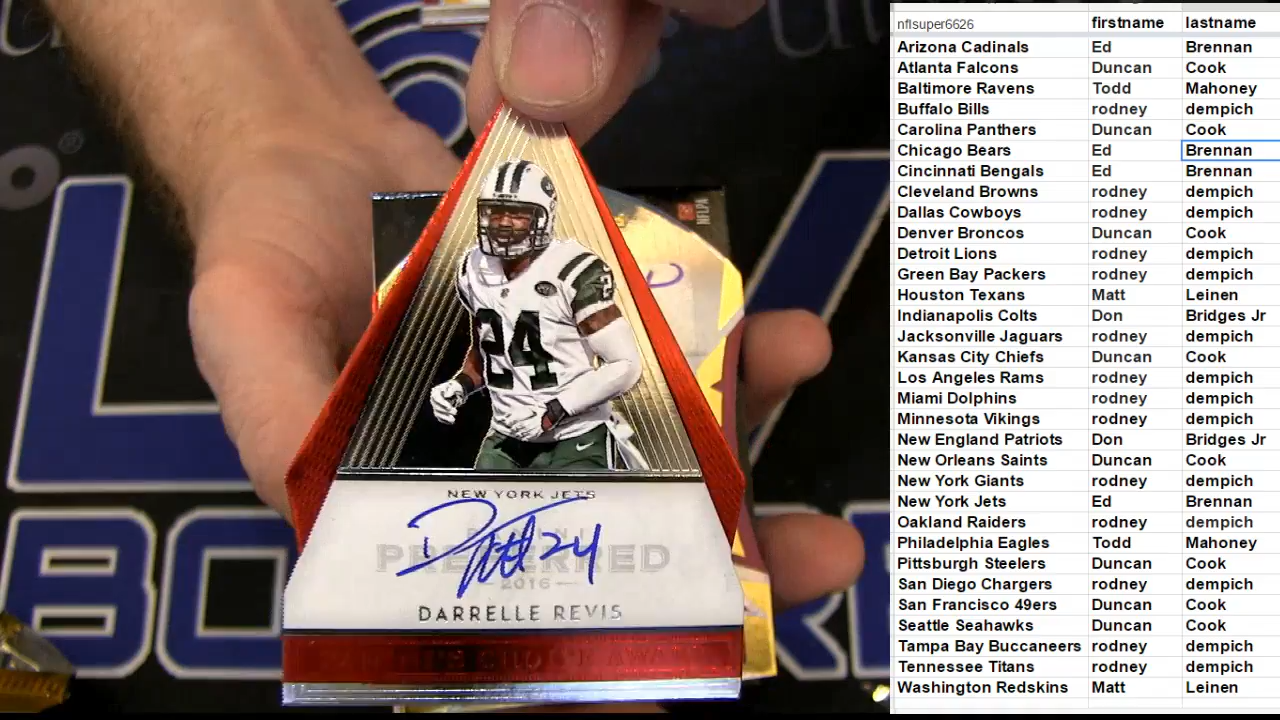 nflsuper6626 firstname lastname
Arizona Cadinals Ed Brennan
Atlanta Falcons Duncan Cook
Baltimore Ravens Todd Mahoney
Buffalo Bills rodney dempich
Carolina Panthers Duncan Cook
Chicago Bears Ed Brennan
Cincinnati Bengals Ed Brennan
Cleveland Browns rodney dempich
Dallas Cowboys rodney dempich
Denver Broncos Duncan Cook
Detroit Lions rodney dempich
Green Bay Packers rodney dempich
Houston Texans Matt Leinen
Indianapolis Colts Don Bridges Jr
Jacksonville Jaguars rodney dempich
Kansas City Chiefs Duncan Cook
Los Angeles Rams rodney dempich
Miami Dolphins rodney dempich
Minnesota Vikings rodney dempich
New England Patriots Don Bridges Jr
New Orleans Saints Duncan Cook
New York Giants rodney dempich
New York Jets Ed Brennan
Oakland Raiders rodney dempich
Philadelphia Eagles Todd Mahoney
Pittsburgh Steelers Duncan Cook
San Diego Chargers rodney dempich
San Francisco 49ers Duncan Cook
Seattle Seahawks Duncan Cook
Tampa Bay Buccaneers rodney dempich
Tennessee Titans rodney dempich
Washington Redskins Matt Leinen
NFLPA
24
NEW YORK JETS
24
PANINI
PREFERRED
2016
DARRELLE REVIS